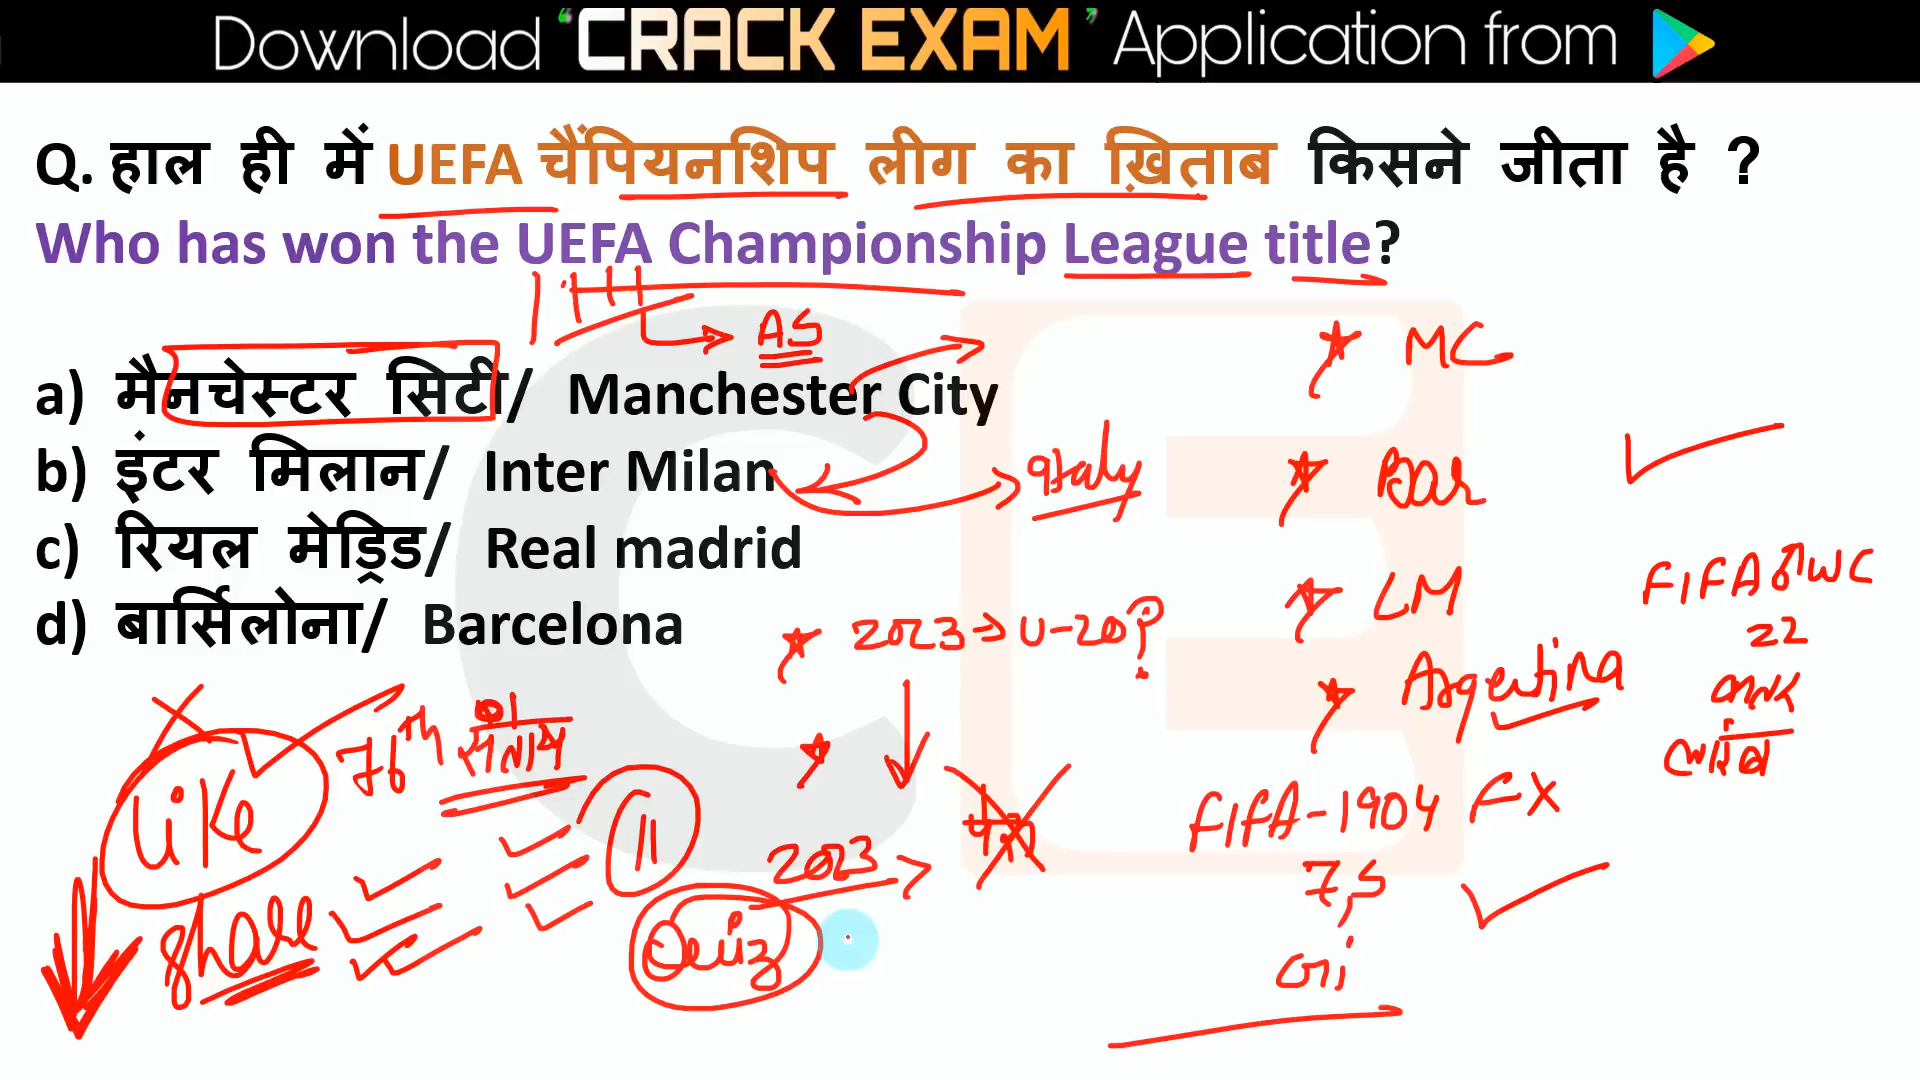 Download ‘CRACK EXAM’ Application from
Q. हाल ही में UEFA चैंपियनशिप लीग का ख़िताब किसने जीता है ?
Who has won the UEFA Championship League title?
AS
MC
a) मैनचेस्टर सिटी/ Manchester City
b) इंटर मिलान/ Inter Milan
Italy
Bar
c) रियल मेड्रिड/ Real madrid
d) बार्सिलोना/ Barcelona
2023 → U-20?
LM
FIFA WC
22
Argentina
76th
Like
2023
FIFA-1904 FX
7,S
Share
11
Quiz